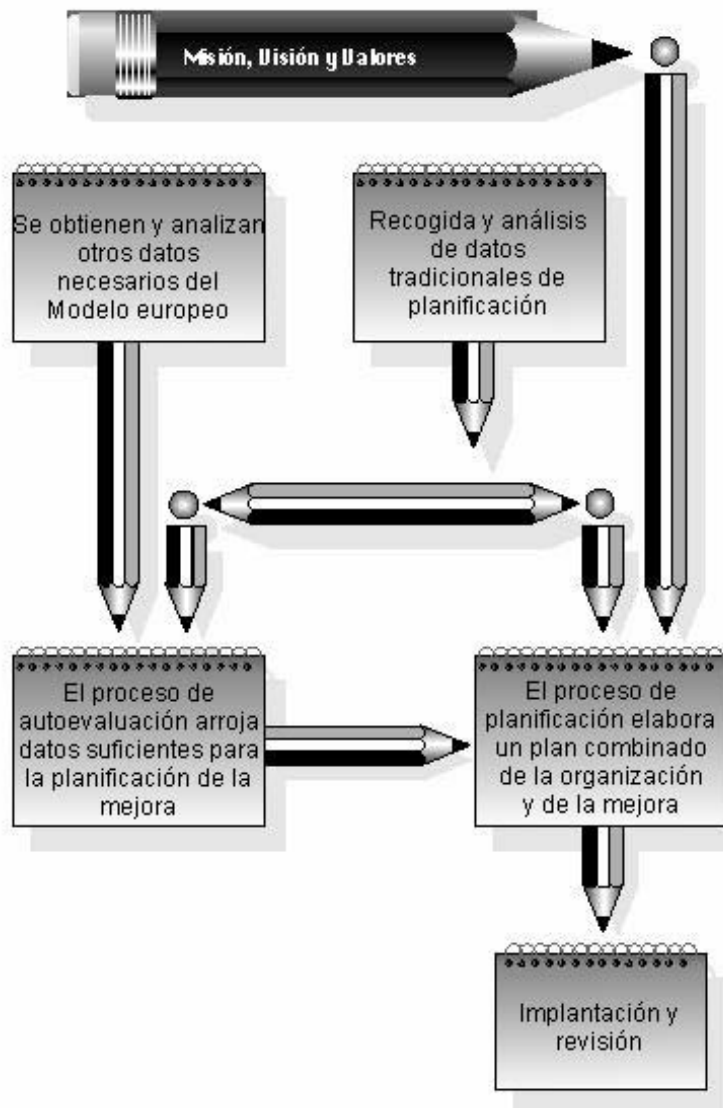 Misión, Visión y Valores
Se obtienen y analizan
otros datos
necesarios del
Modelo europeo
Recogida y análisis
de datos
tradicionales de
planificación
El proceso de
autoevaluación arroja
datos suficientes para
la planificación de la
mejora
El proceso de
planificación elabora
un plan combinado
de la organización
y de la mejora
Implantación y
revisión